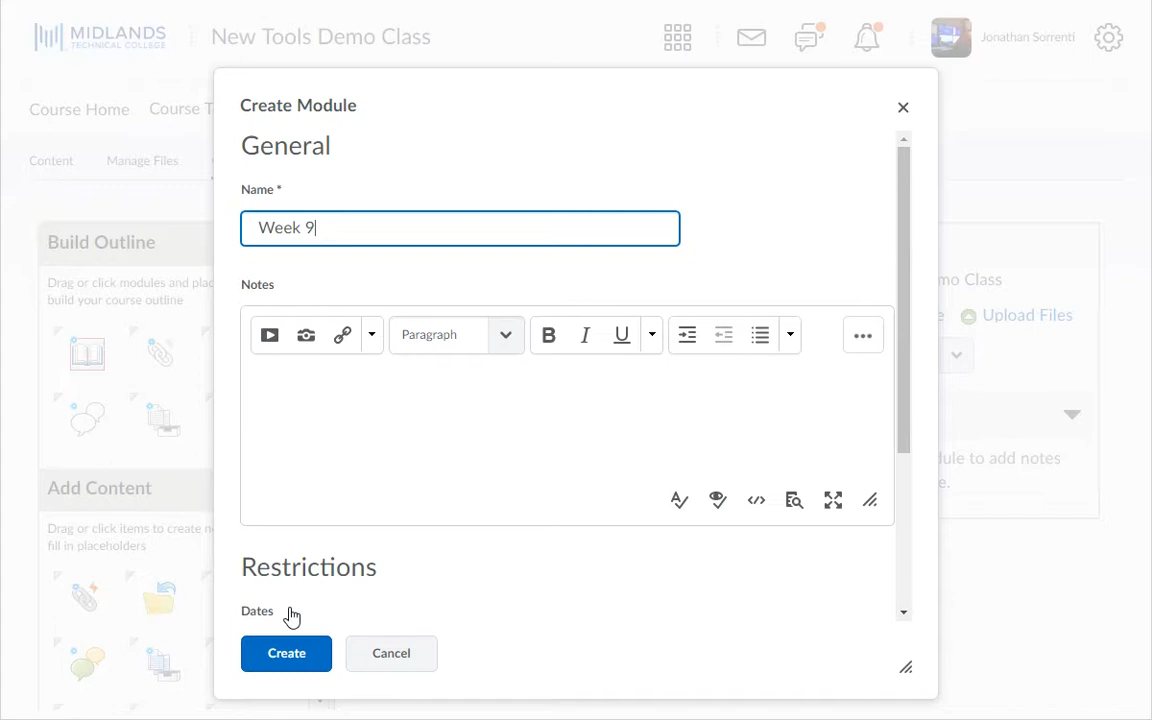 MIDLANDS
TECHNICAL COLLEGE
New Tools Demo Class
Jonathan Sorrenti
Create Module
General
Course Home
Course T
Content
Manage Files
Name *
Week 9
Build Outline
Drag or click modules and plac
build your course outline
mo Class
Notes
Upload Files
Paragraph
B I U
dule to add notes
e.
Add Content
Drag or click items to create n
fill in placeholders
Restrictions
Dates
Create
Cancel